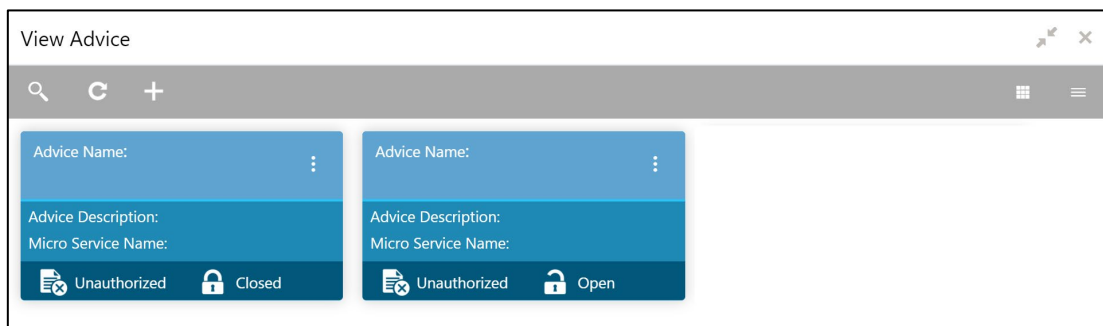 View Advice
Advice Name:
Advice Description:
Micro Service Name:
Unauthorized Closed
Advice Name:
Advice Description:
Micro Service Name:
Unauthorized Open